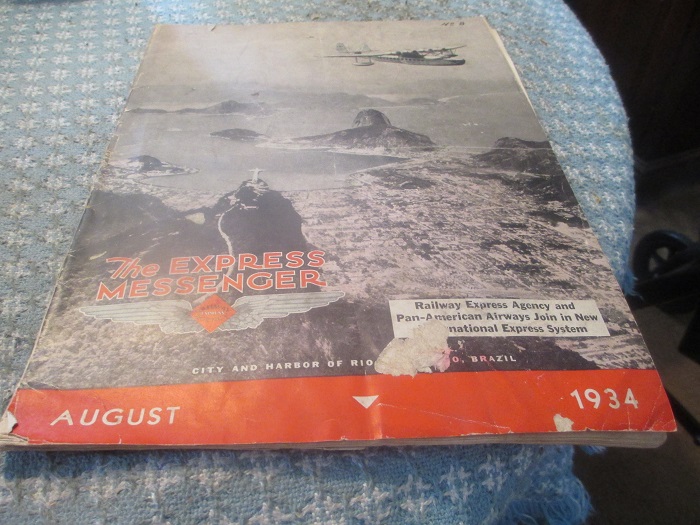 The EXPRESS
MESSENGER
Railway Express Agency and
Pan-American Airways Join in New
national Express System
CITY AND HARBOR OF RIO O, BRAZIL
AUGUST 1934